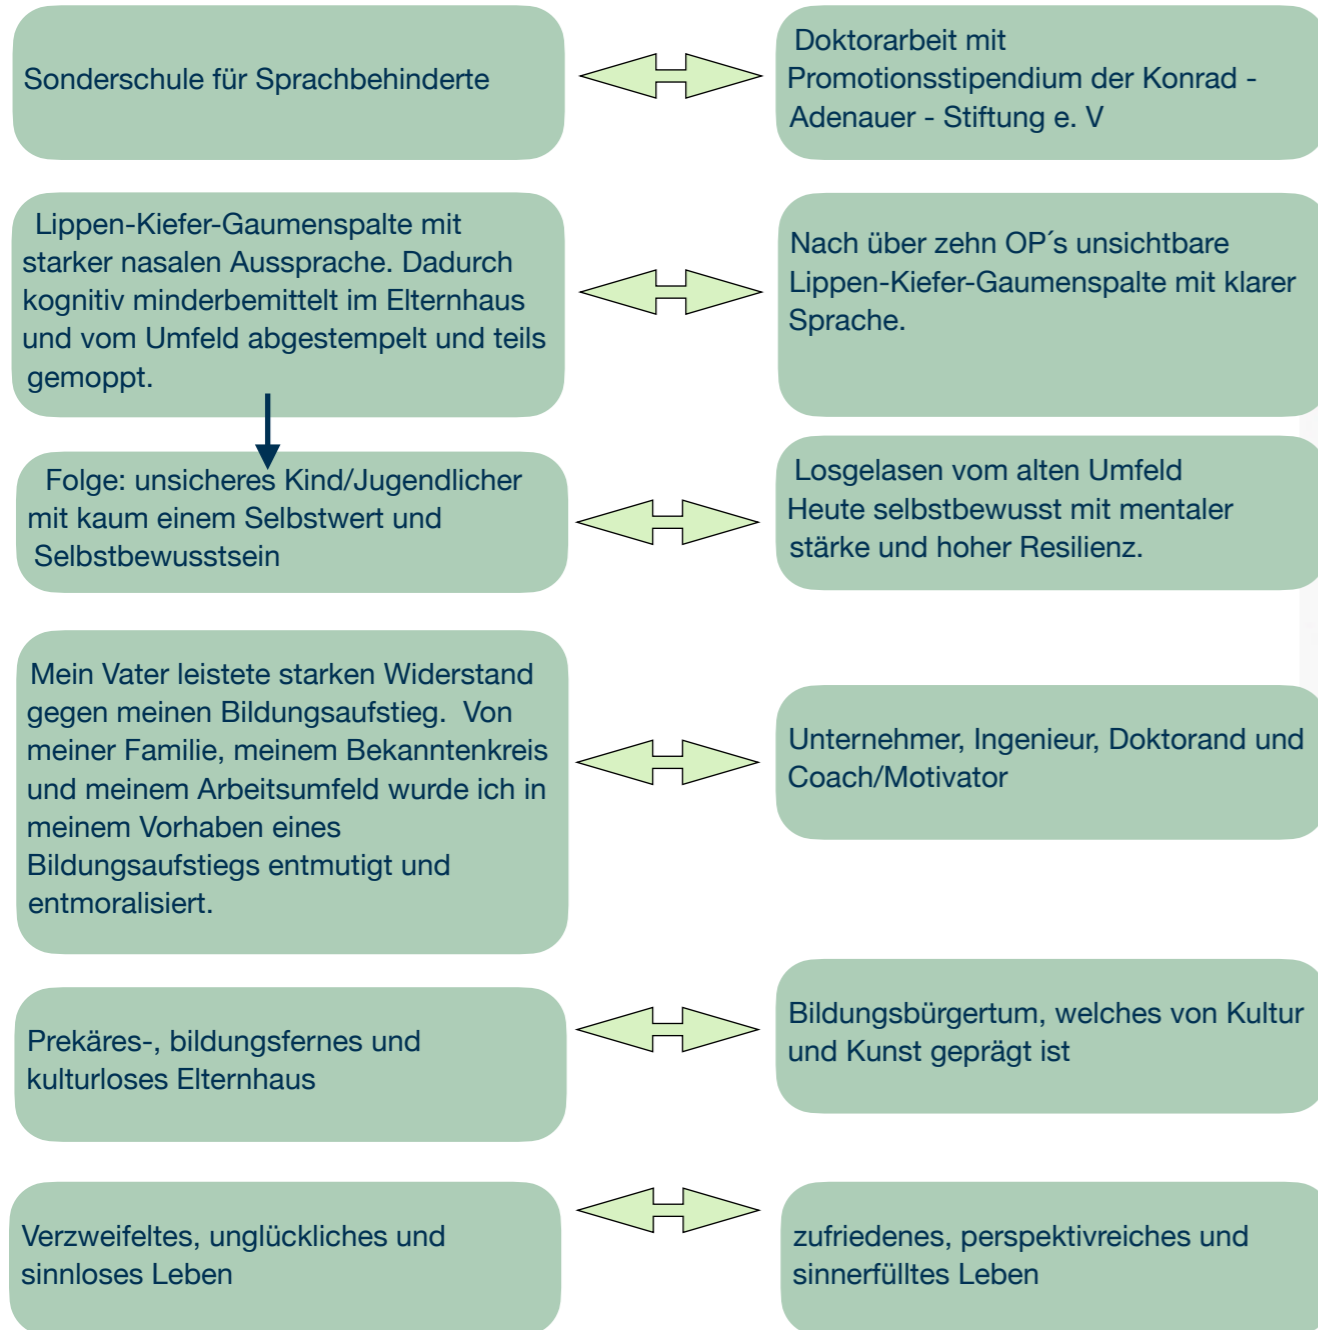 Sonderschule für Sprachbehinderte
Doktorarbeit mit
Promotionsstipendium der Konrad -
Adenauer - Stiftung e. V
Lippen-Kiefer-Gaumenspalte mit
starker nasalen Aussprache. Dadurch
kognitiv minderbemittelt im Elternhaus
und vom Umfeld abgestempelt und teils
gemoppt.
Nach über zehn OP´s unsichtbare
Lippen-Kiefer-Gaumenspalte mit klarer
Sprache.
Folge: unsicheres Kind/Jugendlicher
mit kaum einem Selbstwert und
Selbstbewusstsein
Losgelasen vom alten Umfeld
Heute selbstbewusst mit mentaler
stärke und hoher Resilienz.
Mein Vater leistete starken Widerstand
gegen meinen Bildungsaufstieg. Von
meiner Familie, meinem Bekanntenkreis
und meinem Arbeitsumfeld wurde ich in
meinem Vorhaben eines
Bildungsaufstiegs entmutigt und
entmoralisiert.
Unternehmer, Ingenieur, Doktorand und
Coach/Motivator
Prekäres-, bildungsfernes und
kulturloses Elternhaus
Bildungsbürgertum, welches von Kultur
und Kunst geprägt ist
Verzweifeltes, unglückliches und
sinnloses Leben
zufriedenes, perspektivreiches und
sinnerfülltes Leben